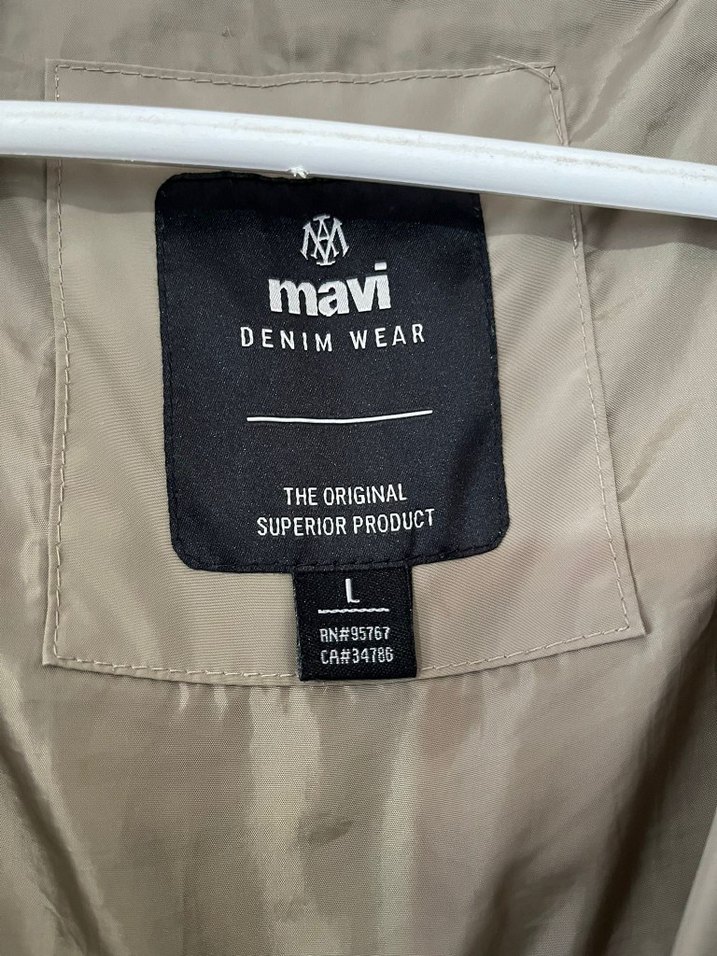 mavi
DENIM WEAR
THE ORIGINAL
SUPERIOR PRODUCT
L
RN#95767
CA#34786